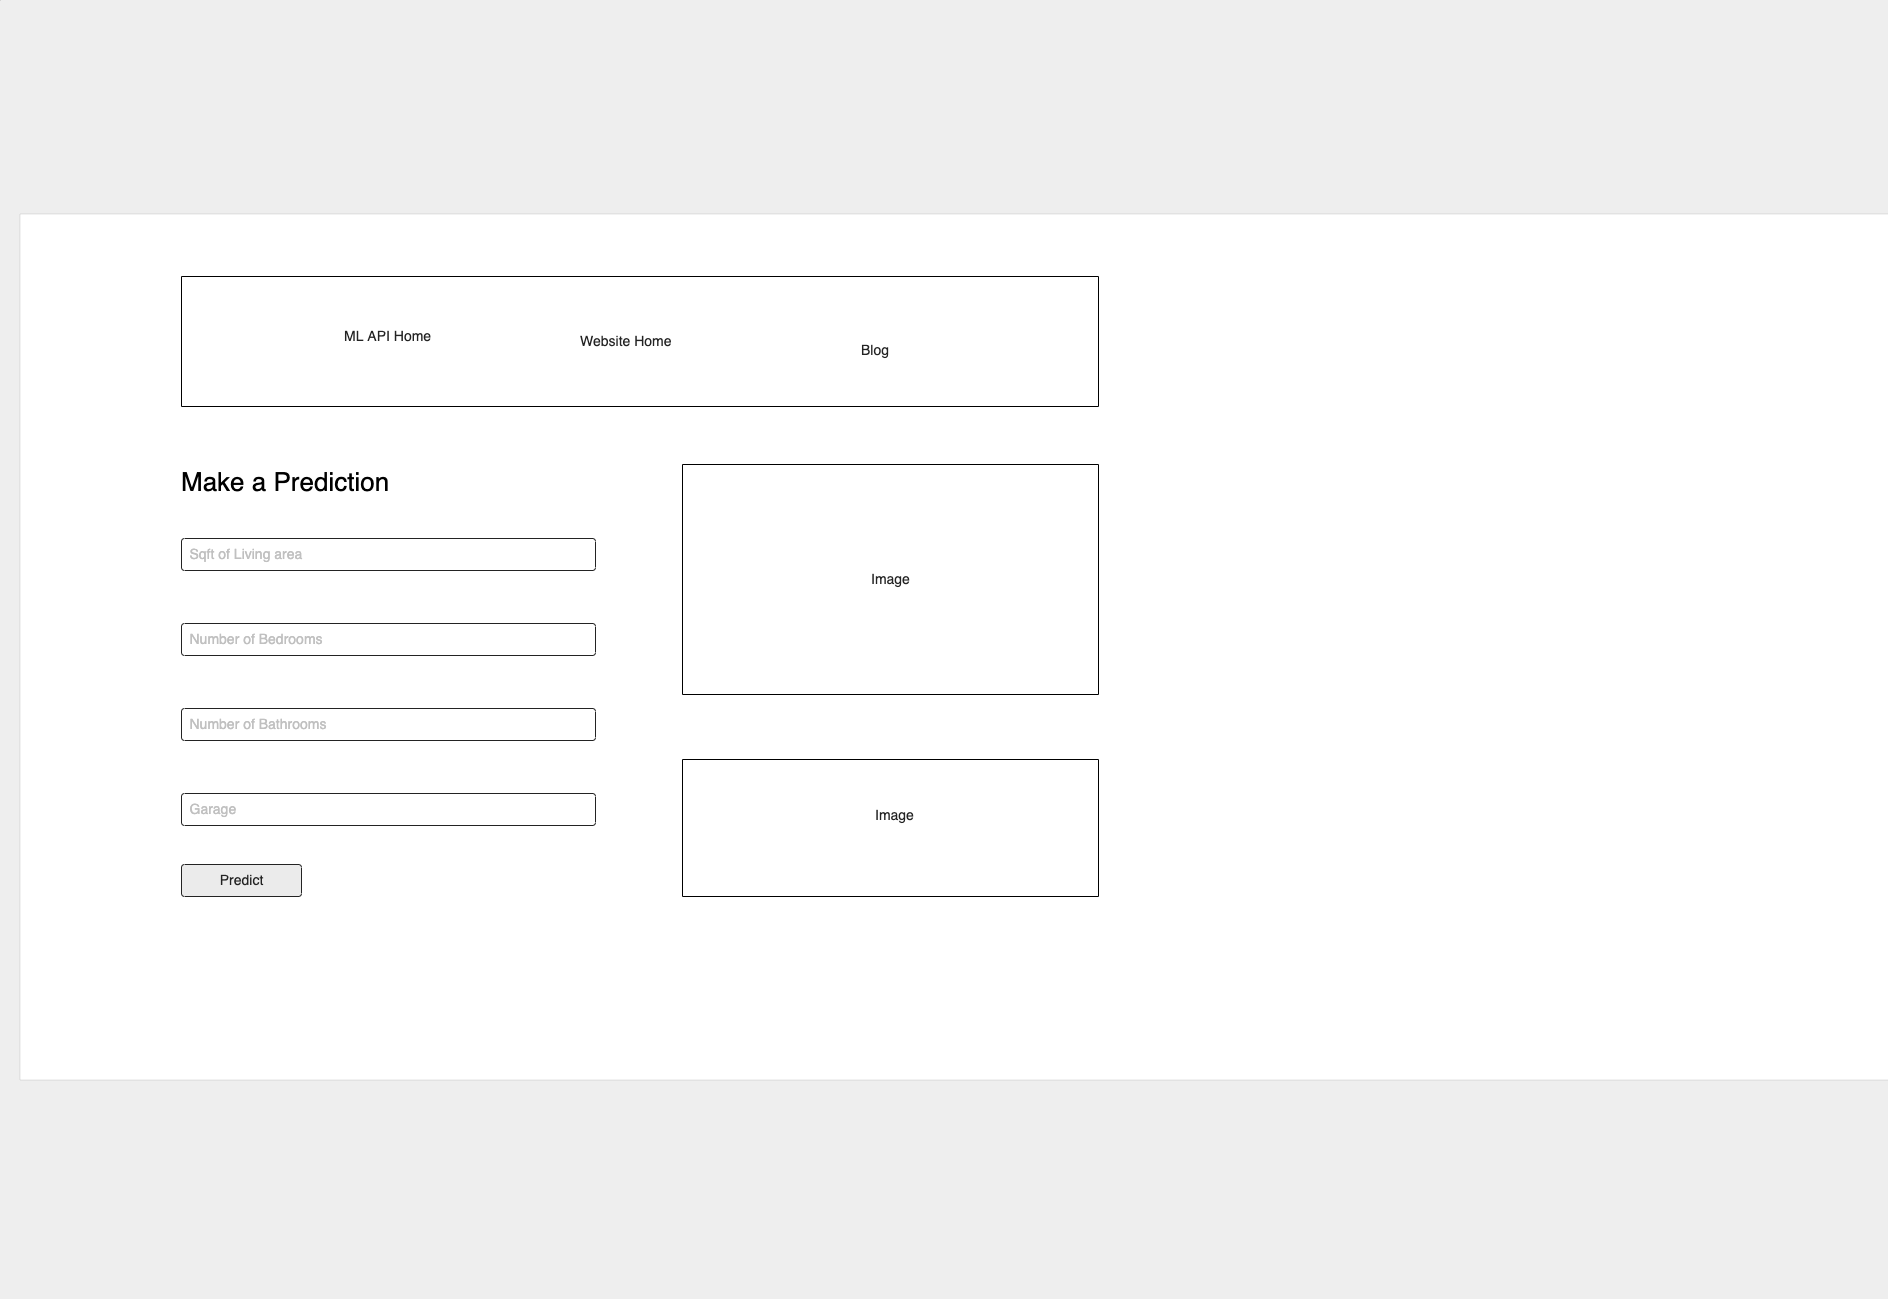 ML API Home
Website Home
Blog
Make a Prediction
Sqft of Living area
Number of Bedrooms
Number of Bathrooms
Garage
Predict
Image
Image